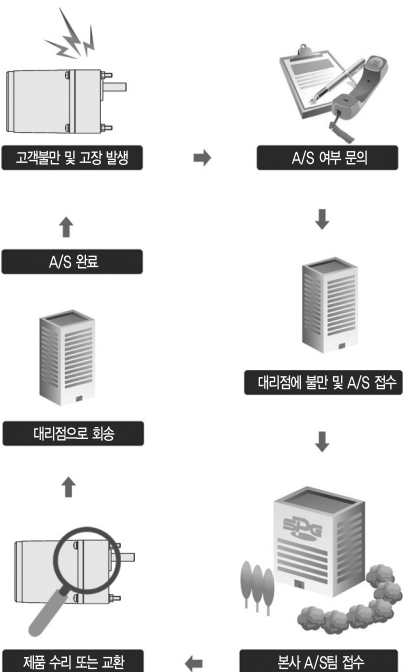 고객불만 및 고장 발생
A/S 여부 문의
대리점에 불만 및 A/S 접수
SPG
본사 A/S팀 접수
제품 수리 또는 교환
대리점으로 회송
A/S 완료